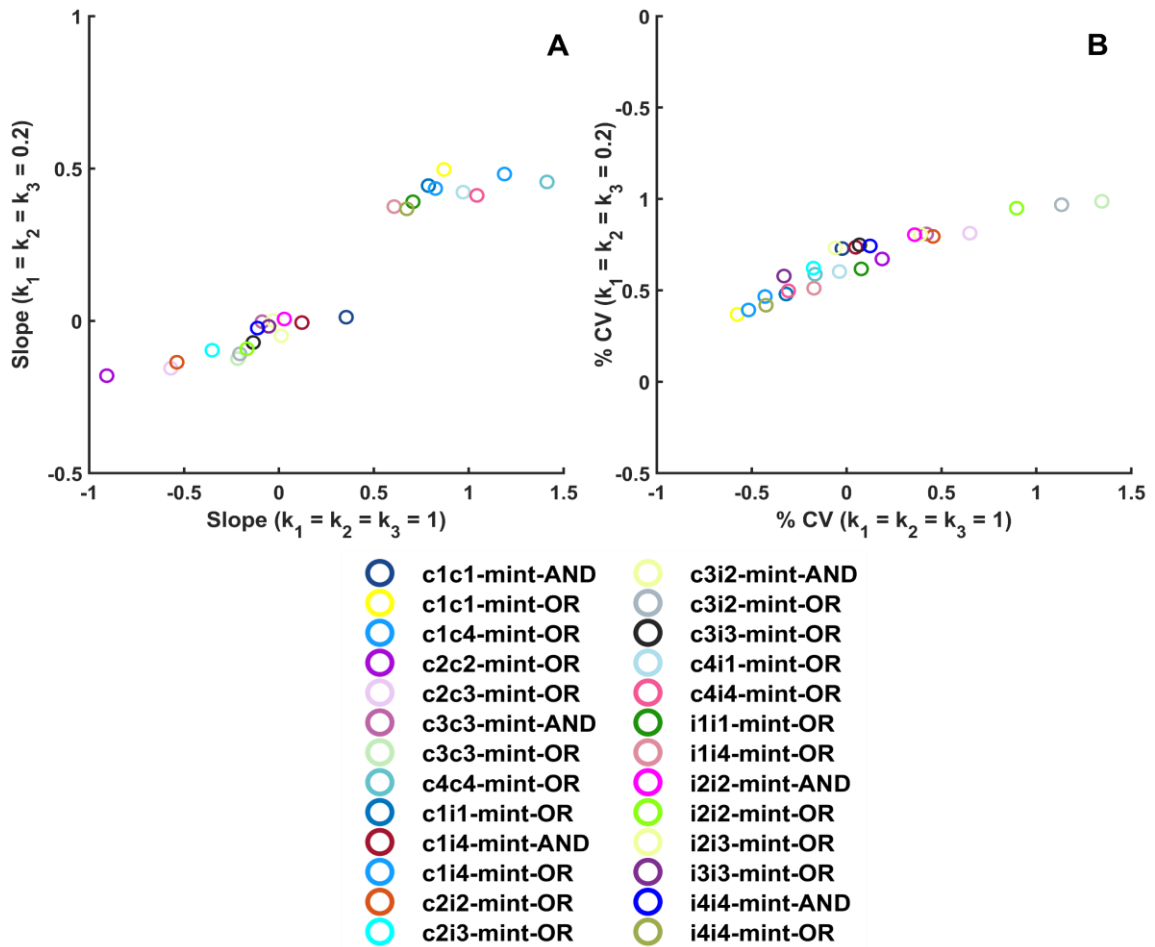 A
1
0.5
0
-0.5
-1
-0.5
0
0.5
1
1.5
Slope (k1 = k2 = k3 = 0.2)
Slope (k1 = k2 = k3 = 1)
B
0
-0.5
1
0.5
0
-0.5
-1
-0.5
0
0.5
1
1.5
% CV (k1 = k2 = k3 = 0.2)
% CV (k1 = k2 = k3 = 1)
c1c1-mint-AND
c1c1-mint-OR
c1c4-mint-OR
c2c2-mint-OR
c2c3-mint-OR
c3c3-mint-AND
c3c3-mint-OR
c4c4-mint-OR
c1i1-mint-OR
c1i4-mint-AND
c1i4-mint-OR
c2i2-mint-OR
c2i3-mint-OR
c3i2-mint-AND
c3i2-mint-OR
c3i3-mint-OR
c4i1-mint-OR
c4i4-mint-OR
i1i1-mint-OR
i1i4-mint-OR
i2i2-mint-AND
i2i2-mint-OR
i2i3-mint-OR
i3i3-mint-OR
i4i4-mint-AND
i4i4-mint-OR